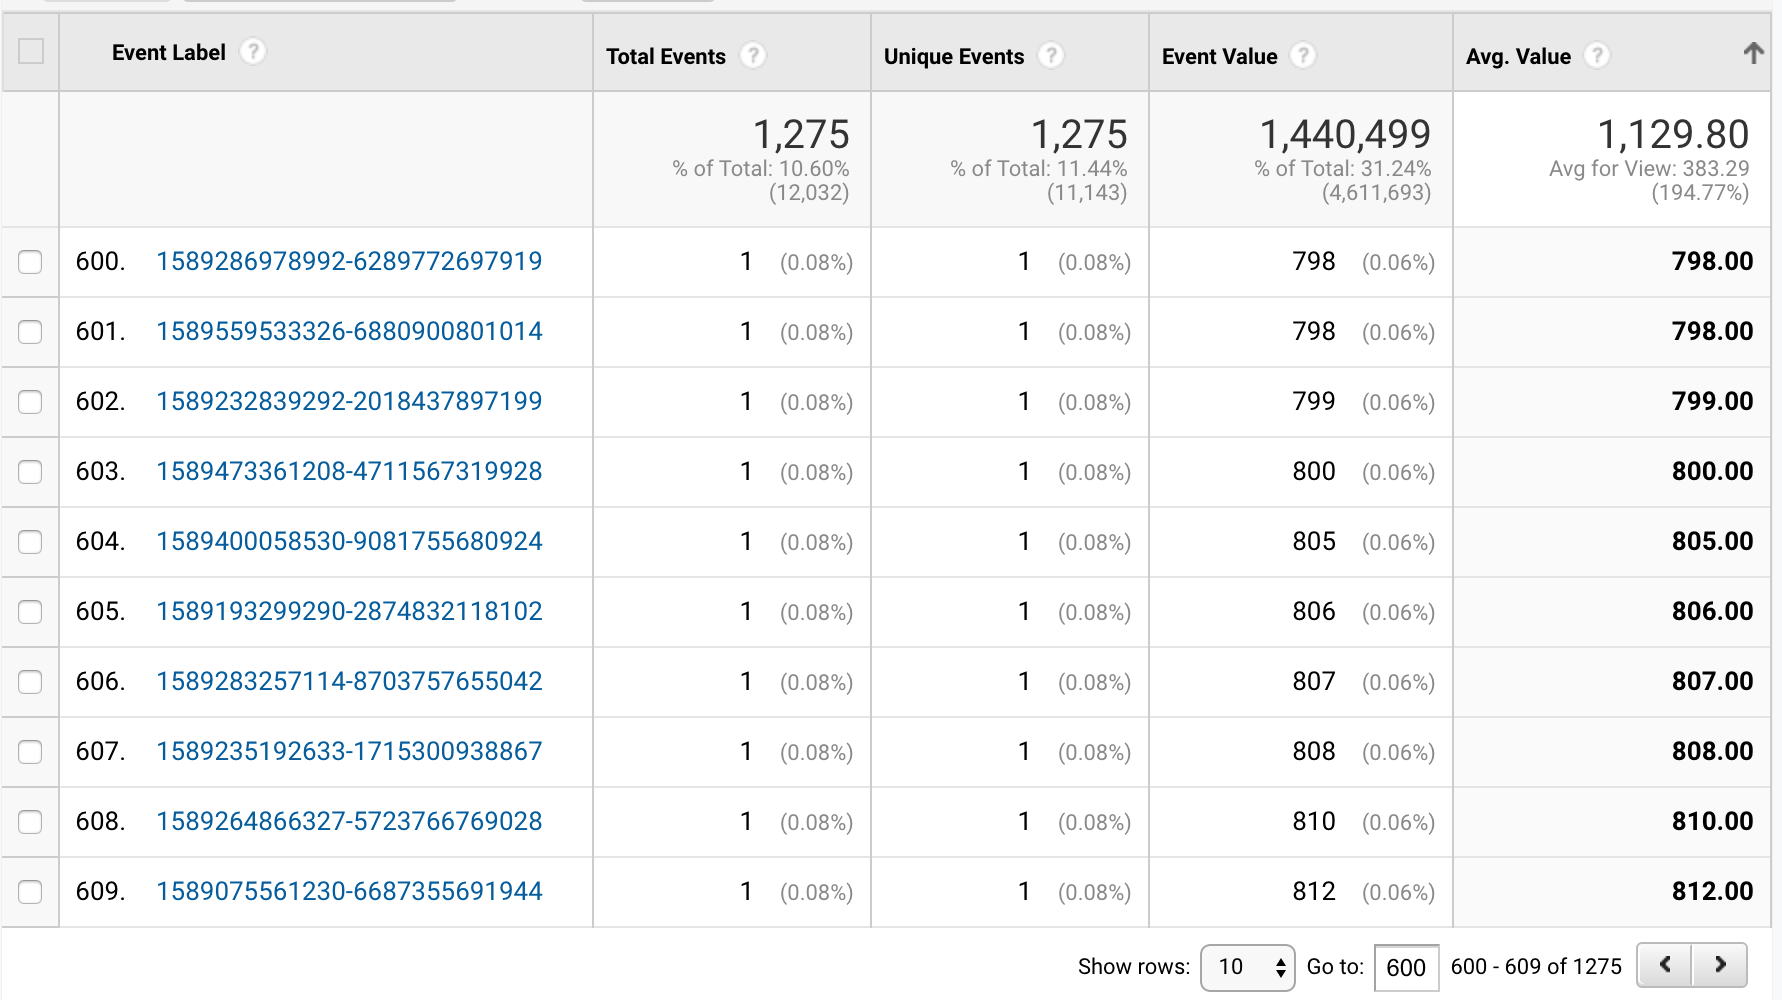 Event Label ? Total Events ? Unique Events ? Event Value ? Avg. Value ?
1,275 1,275 1,440,499 1,129.80
% of Total: 10.60% % of Total: 11.44% % of Total: 31.24% Avg for View: 383.29
(12,032) (11,143) (4,611,693) (194.77%)
600. 1589286978992-6289772697919 1 (0.08%) 1 (0.08%) 798 (0.06%) 798.00
601. 1589559533326-6880900801014 1 (0.08%) 1 (0.08%) 798 (0.06%) 798.00
602. 1589232839292-2018437897199 1 (0.08%) 1 (0.08%) 799 (0.06%) 799.00
603. 1589473361208-4711567319928 1 (0.08%) 1 (0.08%) 800 (0.06%) 800.00
604. 1589400058530-9081755680924 1 (0.08%) 1 (0.08%) 805 (0.06%) 805.00
605. 1589193299290-2874832118102 1 (0.08%) 1 (0.08%) 806 (0.06%) 806.00
606. 1589283257114-8703757655042 1 (0.08%) 1 (0.08%) 807 (0.06%) 807.00
607. 1589235192633-1715300938867 1 (0.08%) 1 (0.08%) 808 (0.06%) 808.00
608. 1589264866327-5723766769028 1 (0.08%) 1 (0.08%) 810 (0.06%) 810.00
609. 1589075561230-6687355691944 1 (0.08%) 1 (0.08%) 812 (0.06%) 812.00
Show rows: 10 Go to: 600 600 - 609 of 1275